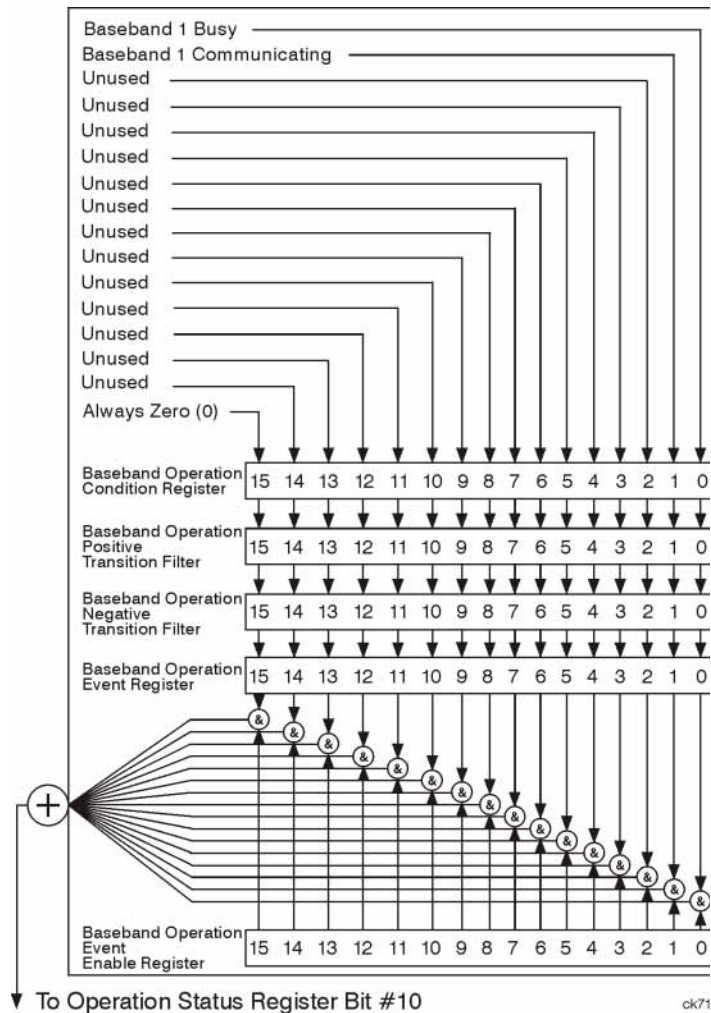 Baseband 1 Busy
Baseband 1 Communicating
Unused
Unused
Unused
Unused
Unused
Unused
Unused
Unused
Unused
Unused
Unused
Unused
Unused
Always Zero (0)
Baseband Operation
Condition Register
15 14 13 12 11 10 9 8 7 6 5 4 3 2 1 0
Baseband Operation
Positive
Transition Filter
15 14 13 12 11 10 9 8 7 6 5 4 3 2 1 0
Baseband Operation
Negative
Transition Filter
15 14 13 12 11 10 9 8 7 6 5 4 3 2 1 0
Baseband Operation
Event Register
15 14 13 12 11 10 9 8 7 6 5 4 3 2 1 0
& & & & & & & & & & & & & & & &
+
Baseband Operation
Event
Enable Register
15 14 13 12 11 10 9 8 7 6 5 4 3 2 1 0
To Operation Status Register Bit #10
ck71